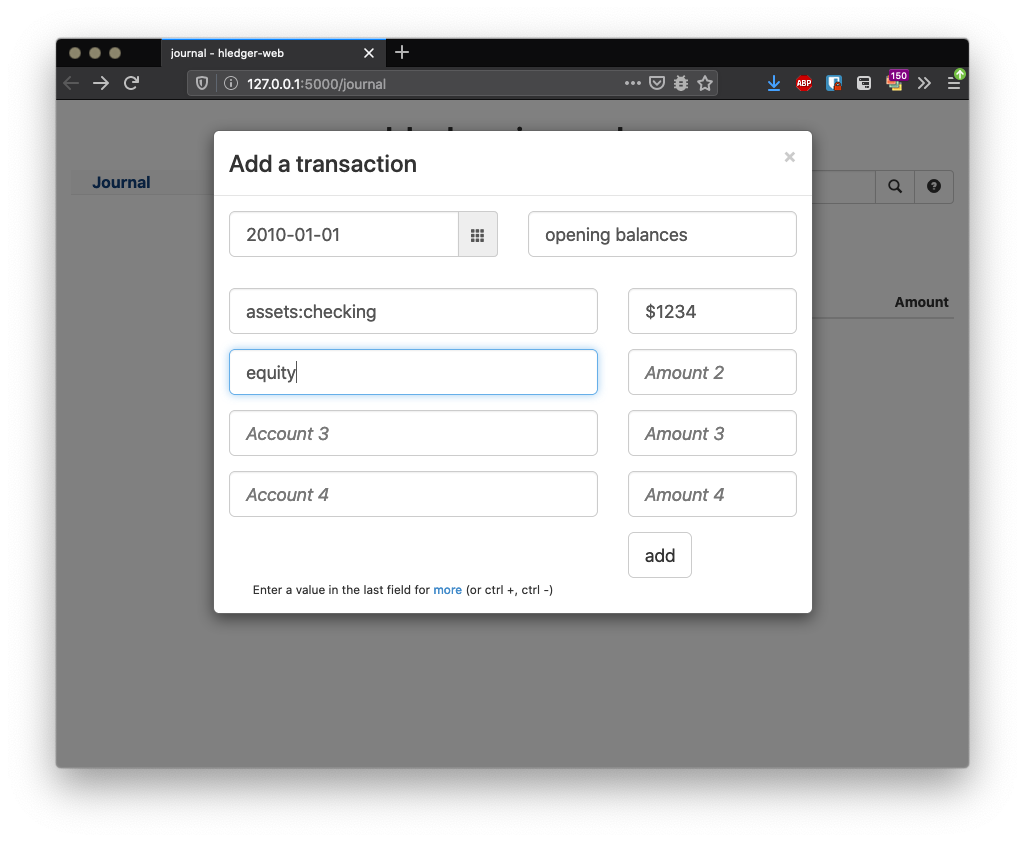 journal - hledger-web
127.0.0.1:5000/journal
ABP
150
Add a transaction
×
Journal
2010-01-01
opening balances
Amount
assets:checking
$1234
equity
Amount 2
Account 3
Amount 3
Account 4
Amount 4
add
Enter a value in the last field for more (or ctrl +, ctrl -)